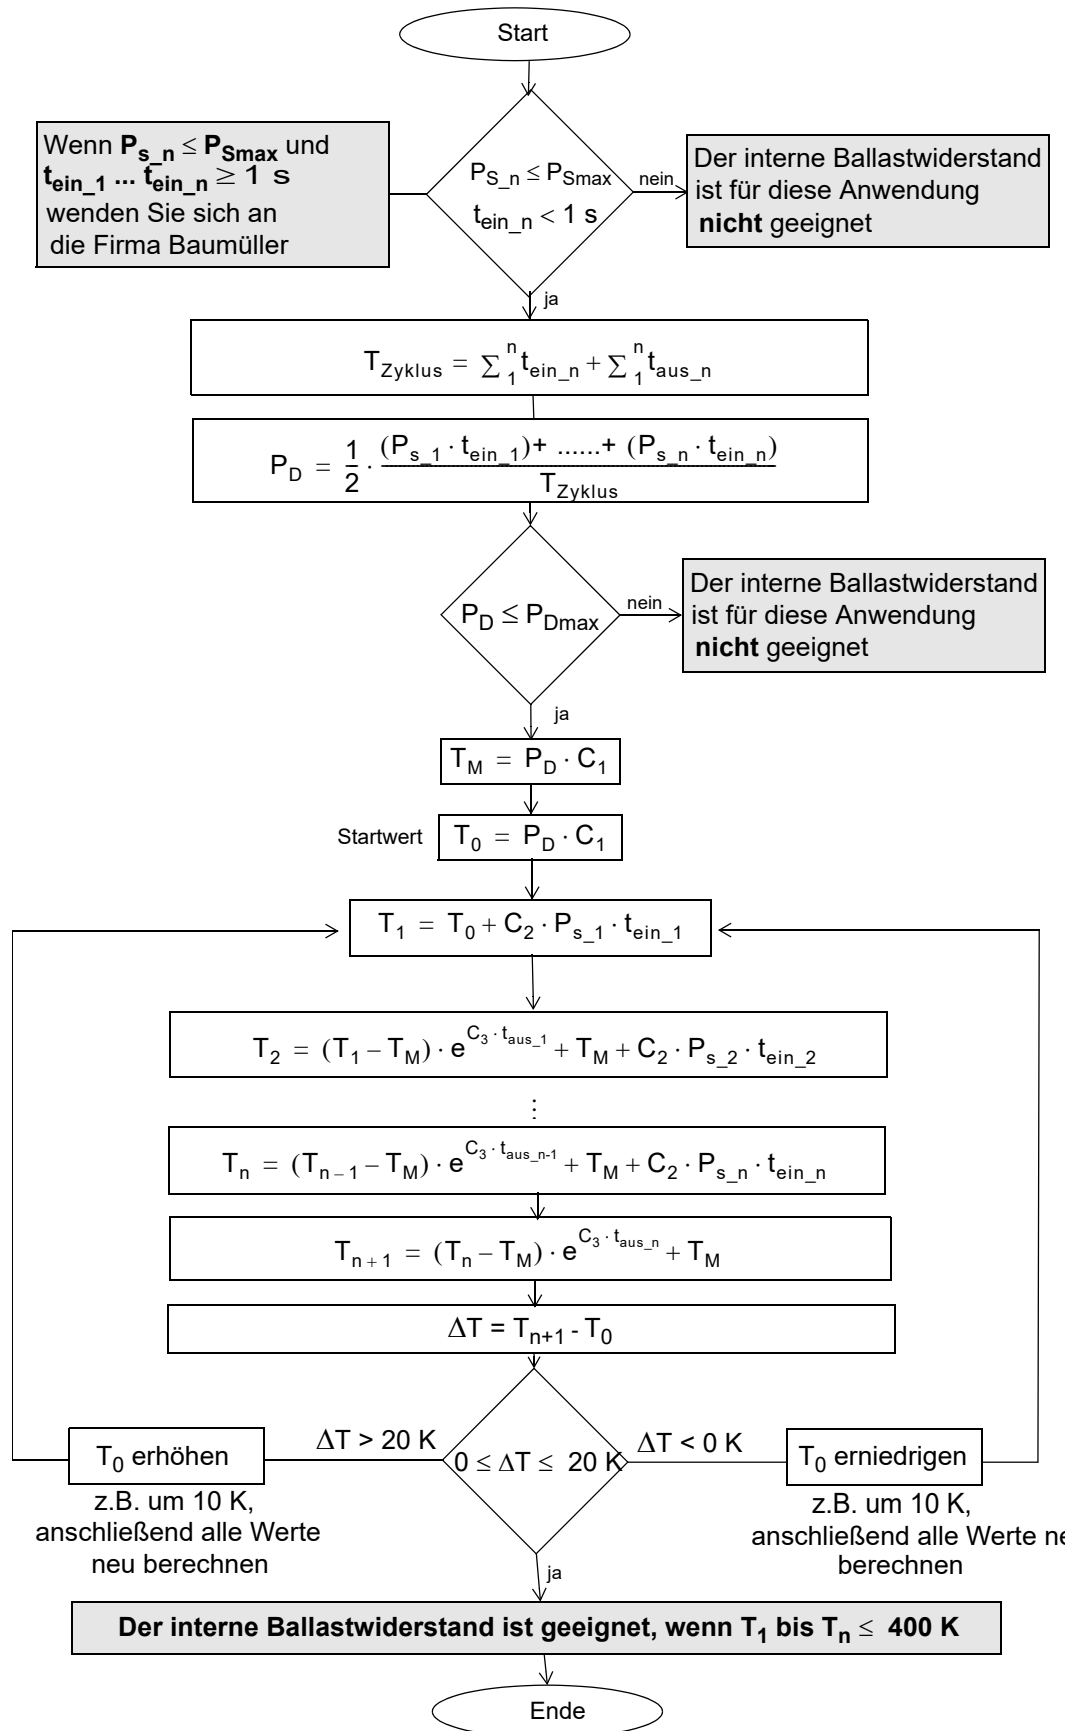 Start
Wenn P_s_n ≤ P_Smax und
t_ein_1 ... t_ein_n ≥ 1 s
wenden Sie sich an
die Firma Baumüller
P_S_n ≤ P_Smax
t_ein_n < 1 s
nein
Der interne Ballastwiderstand
ist für diese Anwendung
nicht geeignet
ja
T_Zyklus = ∑_1^n t_ein_n + ∑_1^n t_aus_n
P_D = 1/2 · ((P_s_1 · t_ein_1) + ......+ (P_s_n · t_ein_n)) / T_Zyklus
P_D ≤ P_Dmax
nein
Der interne Ballastwiderstand
ist für diese Anwendung
nicht geeignet
ja
T_M = P_D · C_1
Startwert
T_0 = P_D · C_1
T_1 = T_0 + C_2 · P_s_1 · t_ein_1
T_2 = (T_1 – T_M) · e^(C_3 · t_aus_1) + T_M + C_2 · P_s_2 · t_ein_2
⋮
T_n = (T_n–1 – T_M) · e^(C_3 · t_aus_n-1) + T_M + C_2 · P_s_n · t_ein_n
T_n+1 = (T_n – T_M) · e^(C_3 · t_aus_n) + T_M
ΔT = T_n+1 - T_0
0 ≤ ΔT ≤ 20 K
ΔT > 20 K
T_0 erhöhen
z.B. um 10 K,
anschließend alle Werte
neu berechnen
ΔT < 0 K
T_0 erniedrigen
z.B. um 10 K,
anschließend alle Werte ne
berechnen
ja
Der interne Ballastwiderstand ist geeignet, wenn T_1 bis T_n ≤ 400 K
Ende